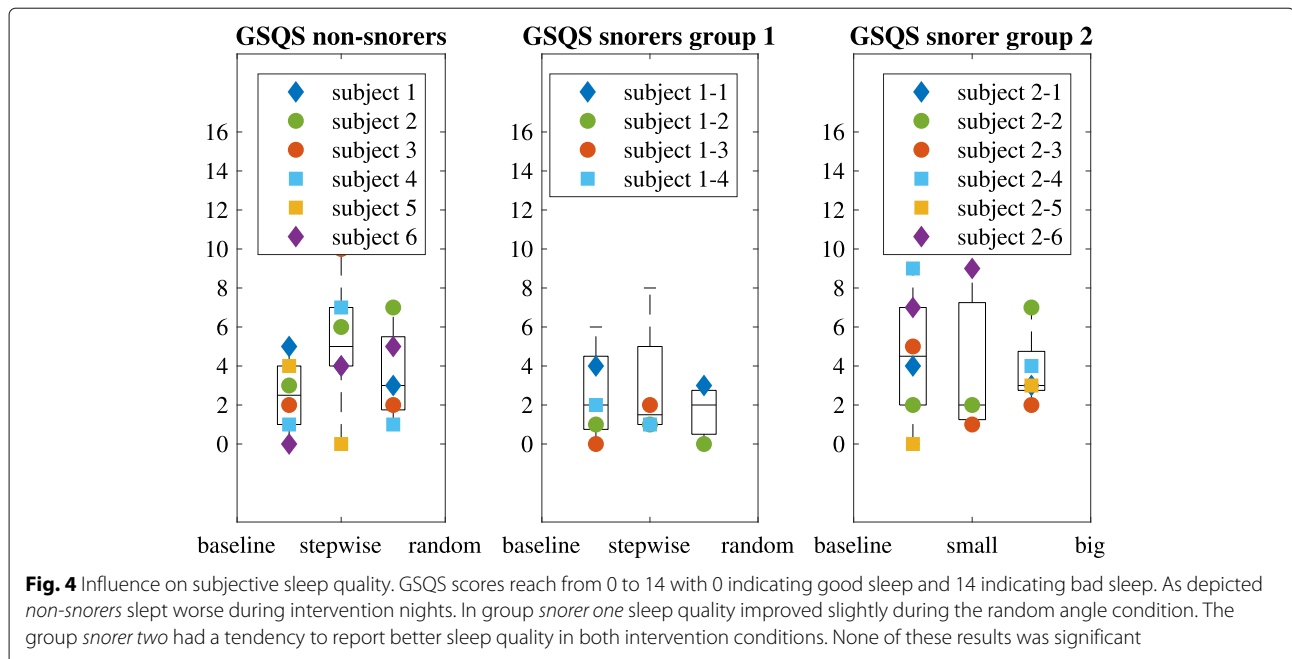 GSQS non-snorers
subject 1
subject 2
subject 3
subject 4
subject 5
subject 6
16
14
12
10
8
6
4
2
0
baseline stepwise random
GSQS snorers group 1
subject 1-1
subject 1-2
subject 1-3
subject 1-4
16
14
12
10
8
6
4
2
0
baseline stepwise random
GSQS snorer group 2
subject 2-1
subject 2-2
subject 2-3
subject 2-4
subject 2-5
subject 2-6
16
14
12
10
8
6
4
2
0
baseline small big
Fig. 4 Influence on subjective sleep quality. GSQS scores reach from 0 to 14 with 0 indicating good sleep and 14 indicating bad sleep. As depicted
non-snorers slept worse during intervention nights. In group snorer one sleep quality improved slightly during the random angle condition. The
group snorer two had a tendency to report better sleep quality in both intervention conditions. None of these results was significant